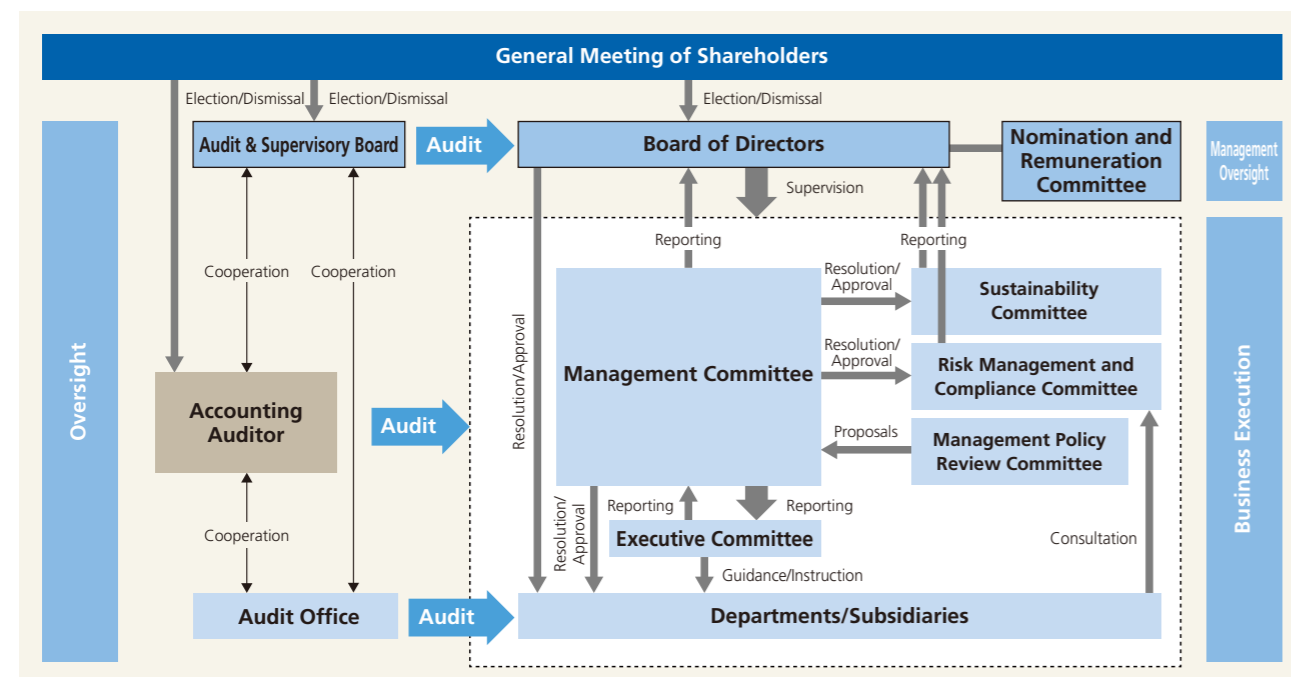 General Meeting of Shareholders
Election/Dismissal
Election/Dismissal
Election/Dismissal
Audit & Supervisory Board
Audit
Board of Directors
Nomination and
Remuneration
Committee
Management
Oversight
Supervision
Reporting
Reporting
Cooperation
Cooperation
Oversight
Resolution/Approval
Management Committee
Resolution/
Approval
Sustainability
Committee
Resolution/
Approval
Risk Management and
Compliance Committee
Accounting
Auditor
Audit
Proposals
Management Policy
Review Committee
Business Execution
Resolution/
Approval
Reporting
Reporting
Executive Committee
Consultation
Cooperation
Guidance/Instruction
Audit Office
Audit
Departments/Subsidiaries